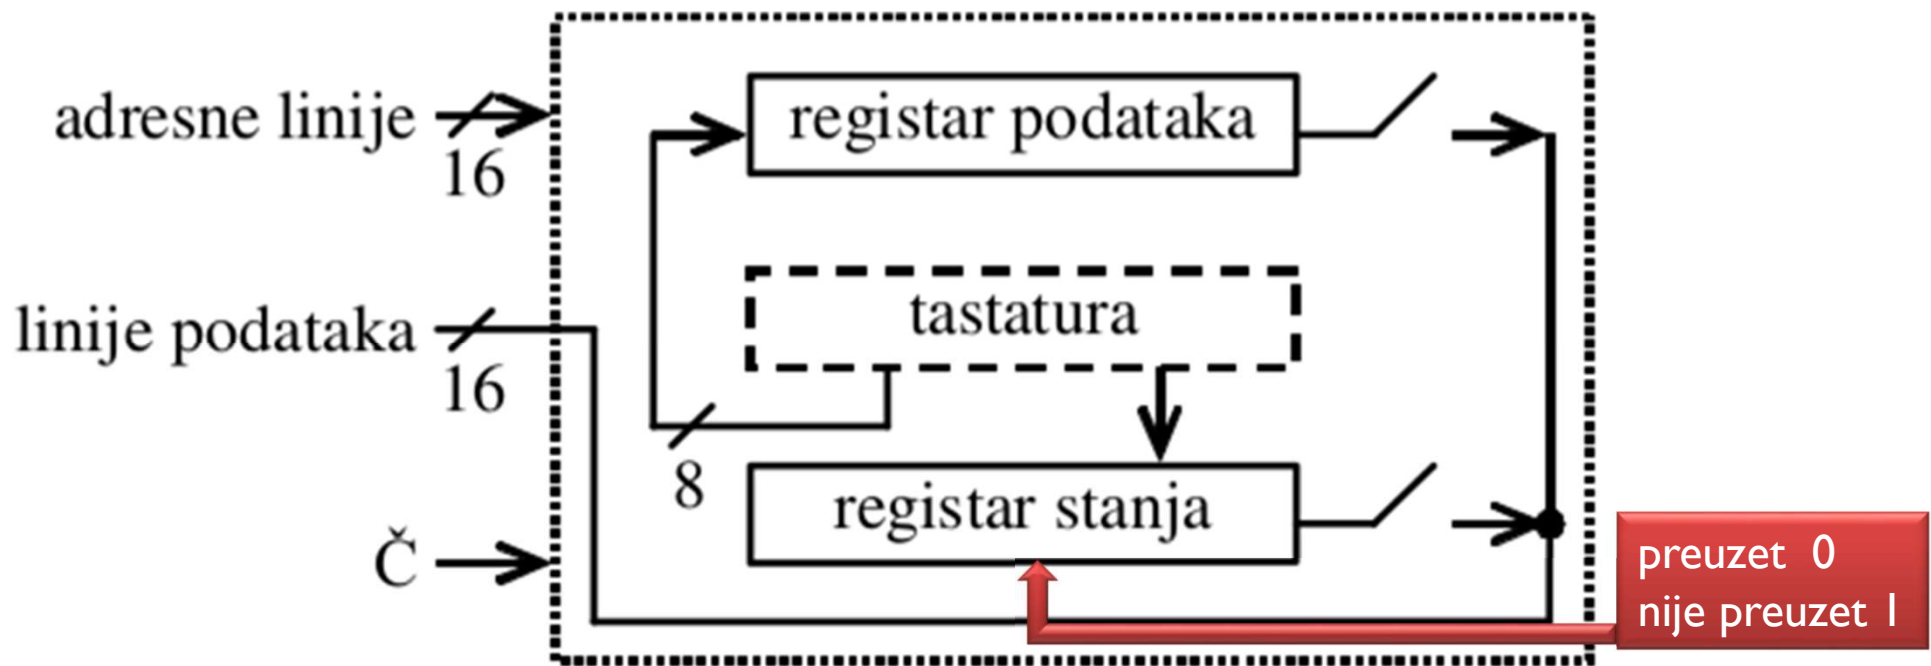 adresne linije
16
registar podataka
tastatura
linije podataka
16
8
registar stanja
Č
preuzet 0
nije preuzet 1